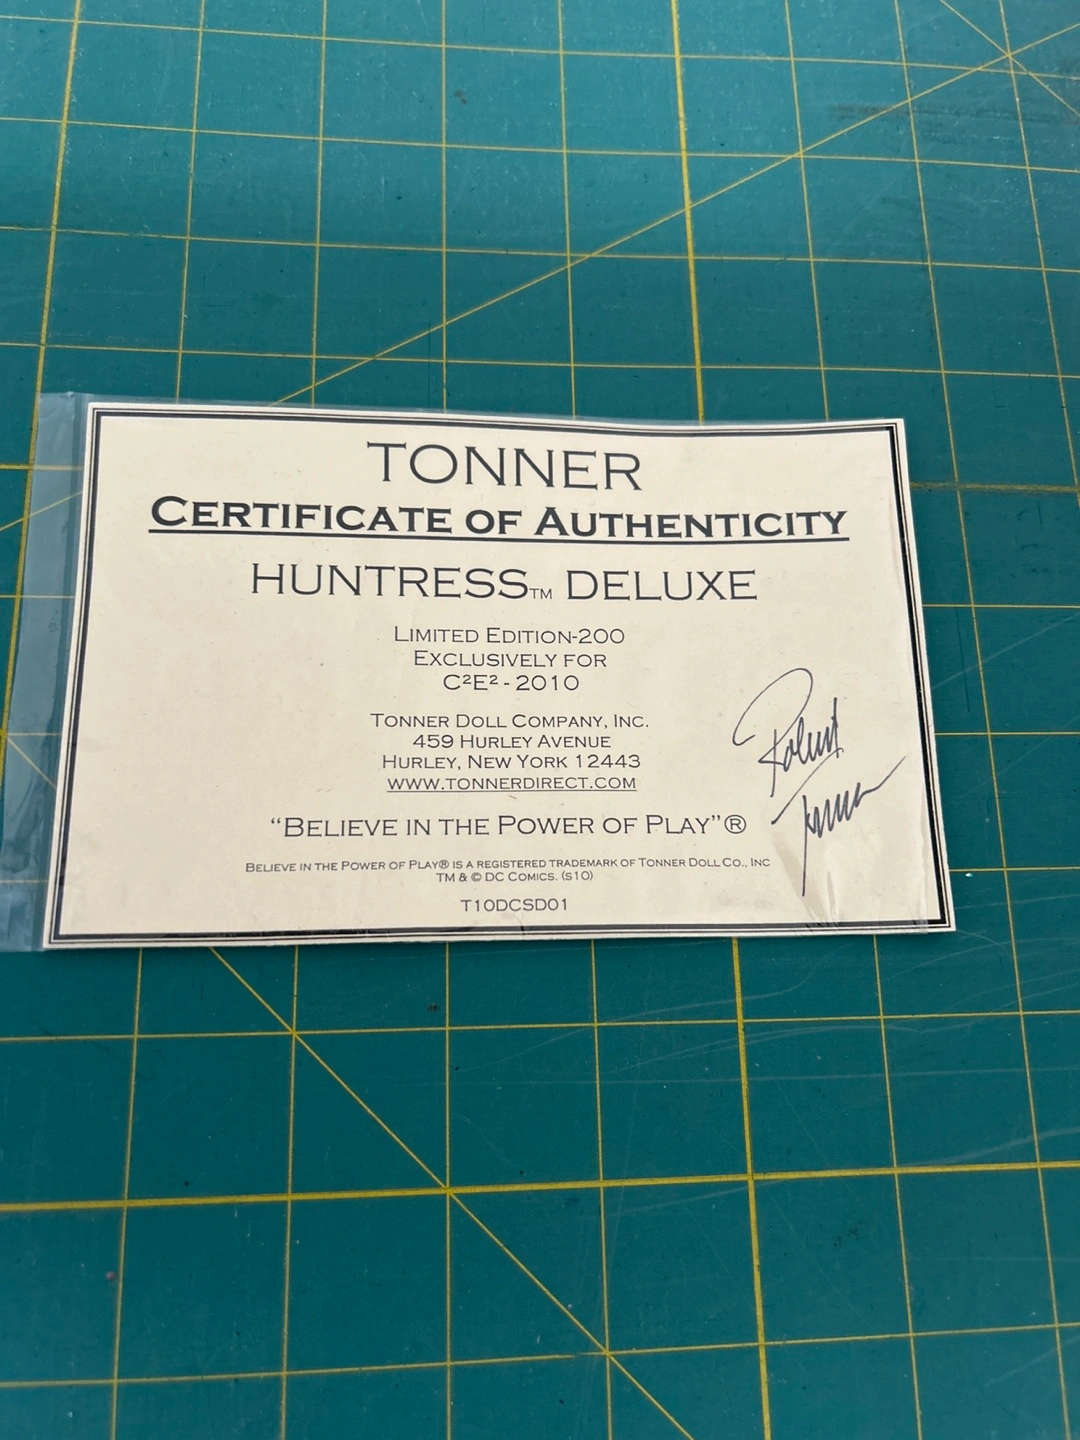 TONNER
CERTIFICATE OF AUTHENTICITY
HUNTRESS™ DELUXE
LIMITED EDITION-200
EXCLUSIVELY FOR
C²E² - 2010
TONNER DOLL COMPANY, INC.
459 HURLEY AVENUE
HURLEY, NEW YORK 12443
WWW.TONNERDIRECT.COM
“BELIEVE IN THE POWER OF PLAY”®
BELIEVE IN THE POWER OF PLAY® IS A REGISTERED TRADEMARK OF TONNER DOLL CO., INC
TM & © DC COMICS. (S10)
T10DCSD01
Robert
Tonner